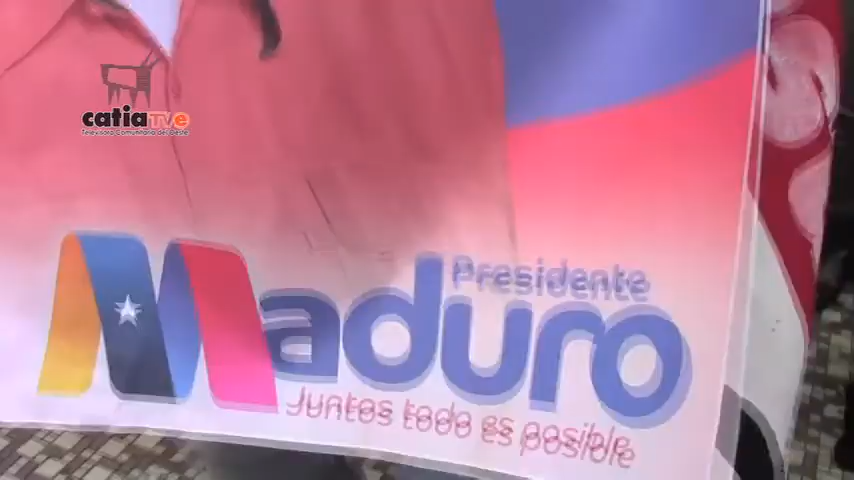 catiaTVe
Televisora Comunitaria del Oeste
Presidente
Maduro
Juntos todo es posible